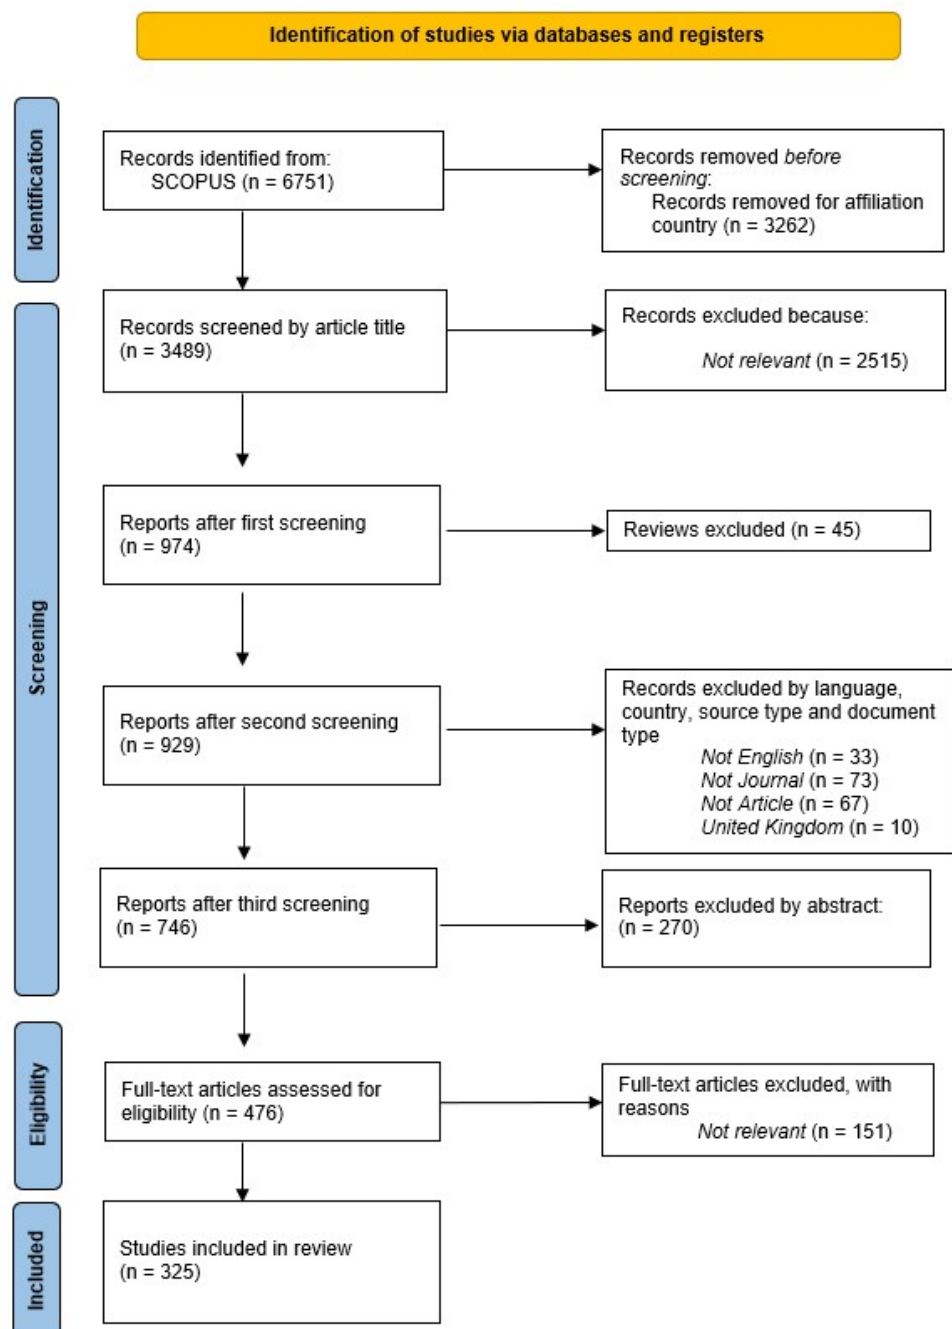 Identification of studies via databases and registers
Identification
Records identified from:
SCOPUS (n = 6751)
Records removed before
screening:
Records removed for affiliation
country (n = 3262)
Screening
Records screened by article title
(n = 3489)
Records excluded because:
Not relevant (n = 2515)
Reports after first screening
(n = 974)
Reviews excluded (n = 45)
Reports after second screening
(n = 929)
Records excluded by language,
country, source type and document
type
Not English (n = 33)
Not Journal (n = 73)
Not Article (n = 67)
United Kingdom (n = 10)
Reports after third screening
(n = 746)
Reports excluded by abstract:
(n = 270)
Eligibility
Full-text articles assessed for
eligibility (n = 476)
Full-text articles excluded, with
reasons
Not relevant (n = 151)
Included
Studies included in review
(n = 325)